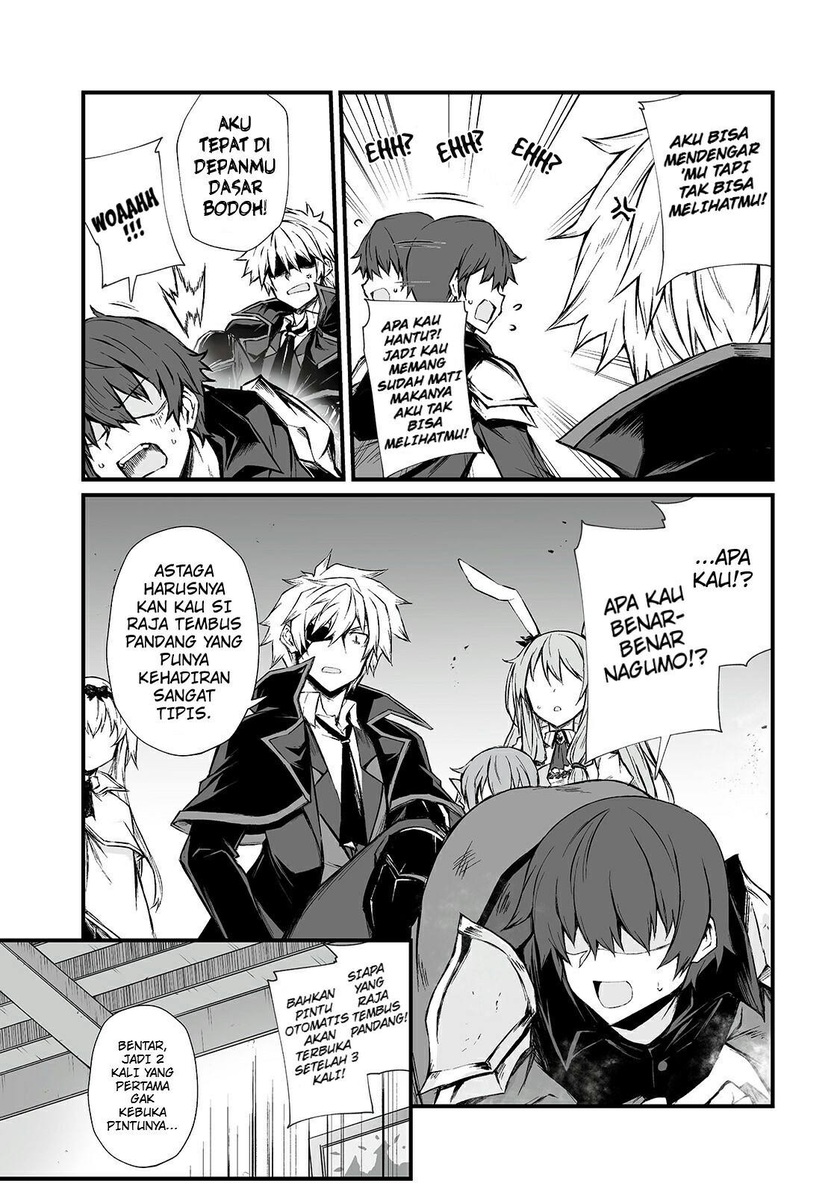 AKU BISA
MENDENGAR
'MU TAPI
TAK BISA
MELIHATMU!
EHH?
EHH?
EHH?
APA KAU
HANTU?!
JADI KAU
MEMANG
SUDAH MATI
MAKANYA
AKU TAK
BISA
MELIHATMU!
AKU
TEPAT DI
DEPANMU
DASAR
BODOH!
WOAAHH
!!!
...APA
KAU!?
APA KAU
BENAR-
BENAR
NAGUMO!?
ASTAGA
HARUSNYA
KAN KAU SI
RAJA TEMBUS
PANDANG YANG
PUNYA
KEHADIRAN
SANGAT
TIPIS.
SIAPA
YANG
RAJA
TEMBUS
PANDANG!
BAHKAN
PINTU
OTOMATIS
AKAN
TERBUKA
SETELAH 3
KALI!
BENTAR,
JADI 2
KALI YANG
PERTAMA
GAK
KEBUKA
PINTUNYA...